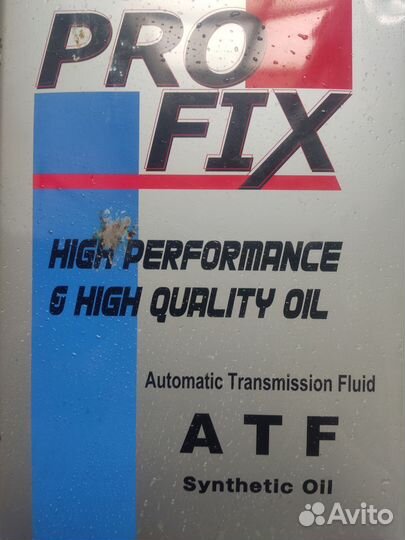 PRO
FIX
HIGH PERFORMANCE
& HIGH QUALITY OIL
Automatic Transmission Fluid
ATF
Synthetic Oil
Avito